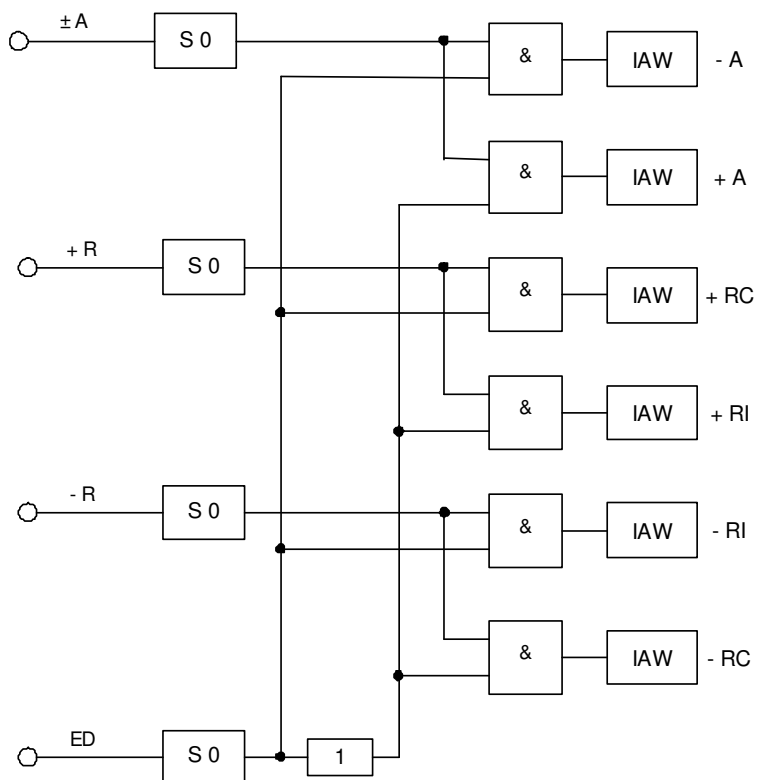 ± A
S 0
&
IAW
- A
&
IAW
+ A
+ R
S 0
&
IAW
+ RC
&
IAW
+ RI
- R
S 0
&
IAW
- RI
&
IAW
- RC
ED
S 0
1